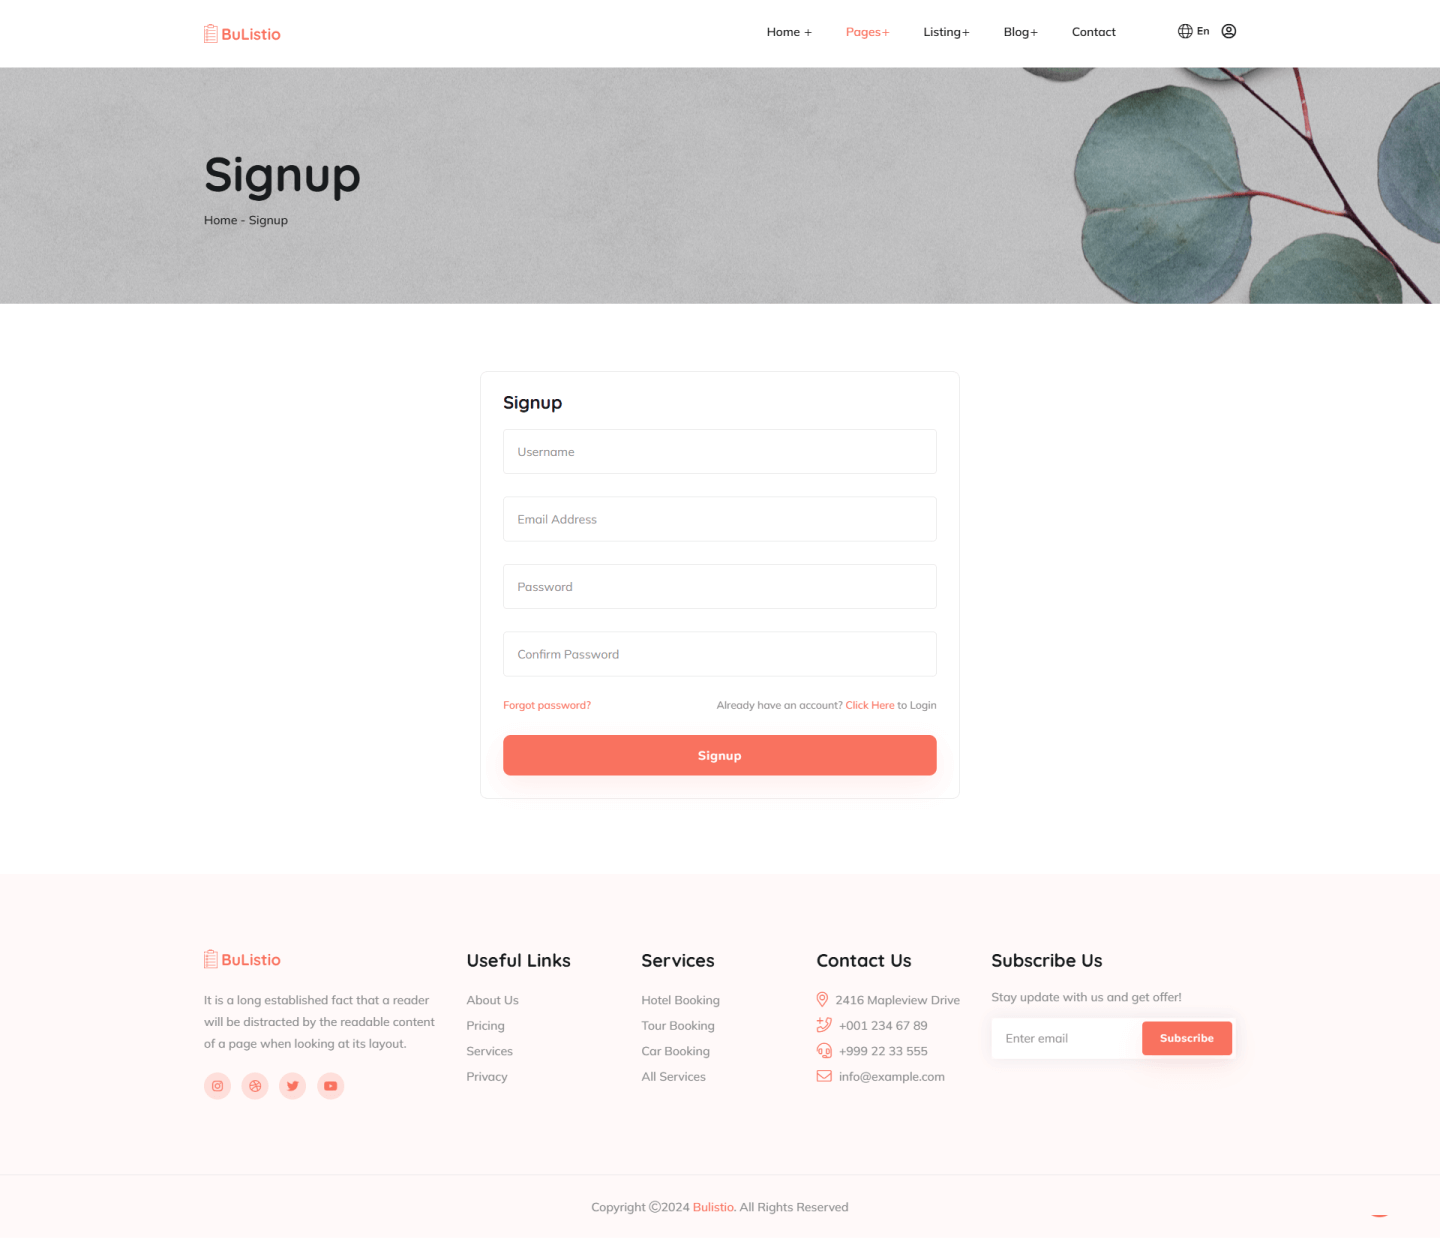 BuListio
Home +
Pages+
Listing+
Blog+
Contact
En
Signup
Home - Signup
Signup
Username
Email Address
Password
Confirm Password
Forgot password?
Already have an account? Click Here to Login
Signup
BuListio
It is a long established fact that a reader
will be distracted by the readable content
of a page when looking at its layout.
Useful Links
About Us
Pricing
Services
Privacy
Services
Hotel Booking
Tour Booking
Car Booking
All Services
Contact Us
2416 Mapleview Drive
+001 234 67 89
+999 22 33 555
info@example.com
Subscribe Us
Stay update with us and get offer!
Enter email
Subscribe
Copyright ©2024 Bulistio. All Rights Reserved